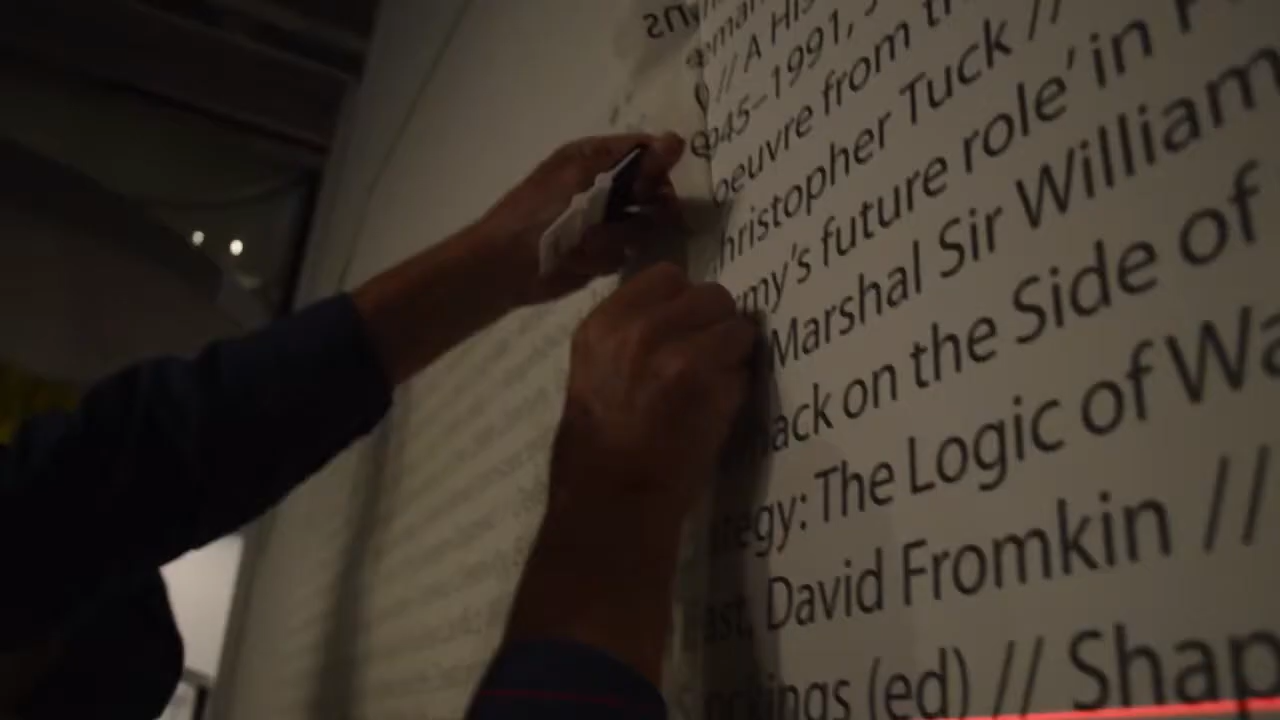 // A His
945–1991,
oeuvre from th
hristopher Tuck //
my's future role' in
Marshal Sir William
ack on the Side of
tegy: The Logic of Wa
ast, David Fromkin //
(ed) // Shap